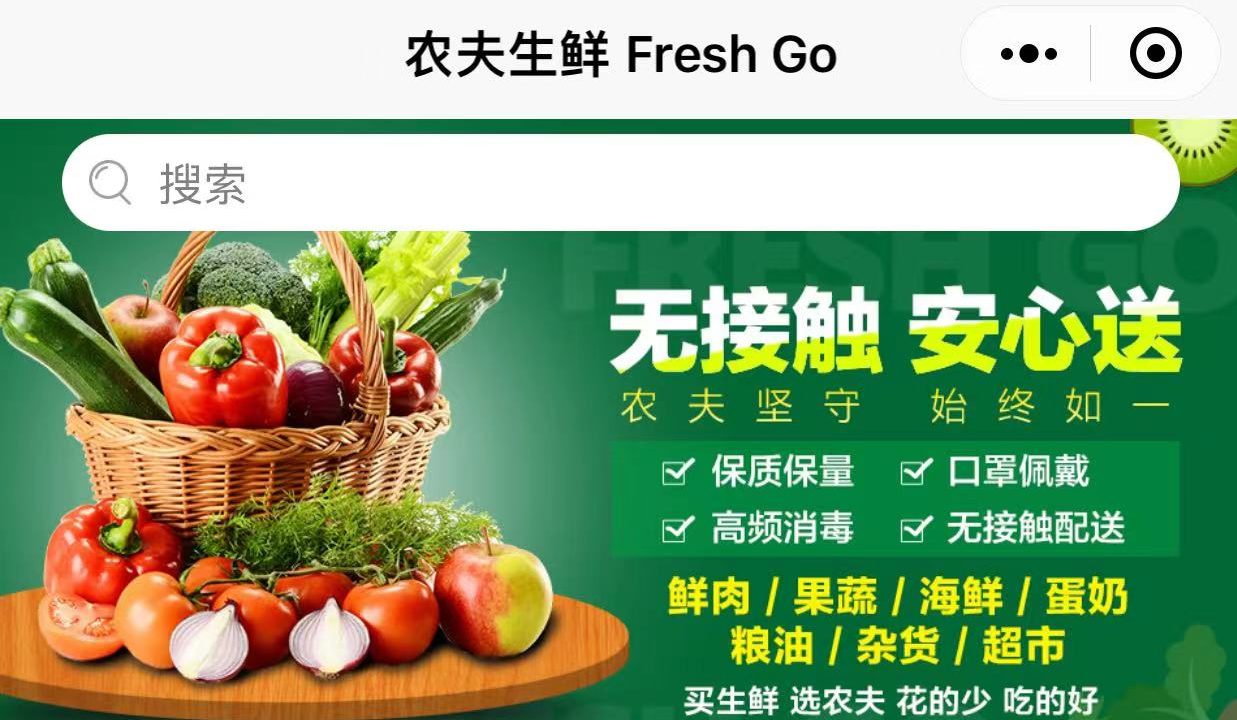 农夫生鲜 Fresh Go
搜索
FRESH GO
无接触 安心送
农夫坚守 始终如一
保质保量 口罩佩戴
高频消毒 无接触配送
鲜肉 / 果蔬 / 海鲜 / 蛋奶
粮油 / 杂货 / 超市
买生鲜 选农夫 花的少 吃的好